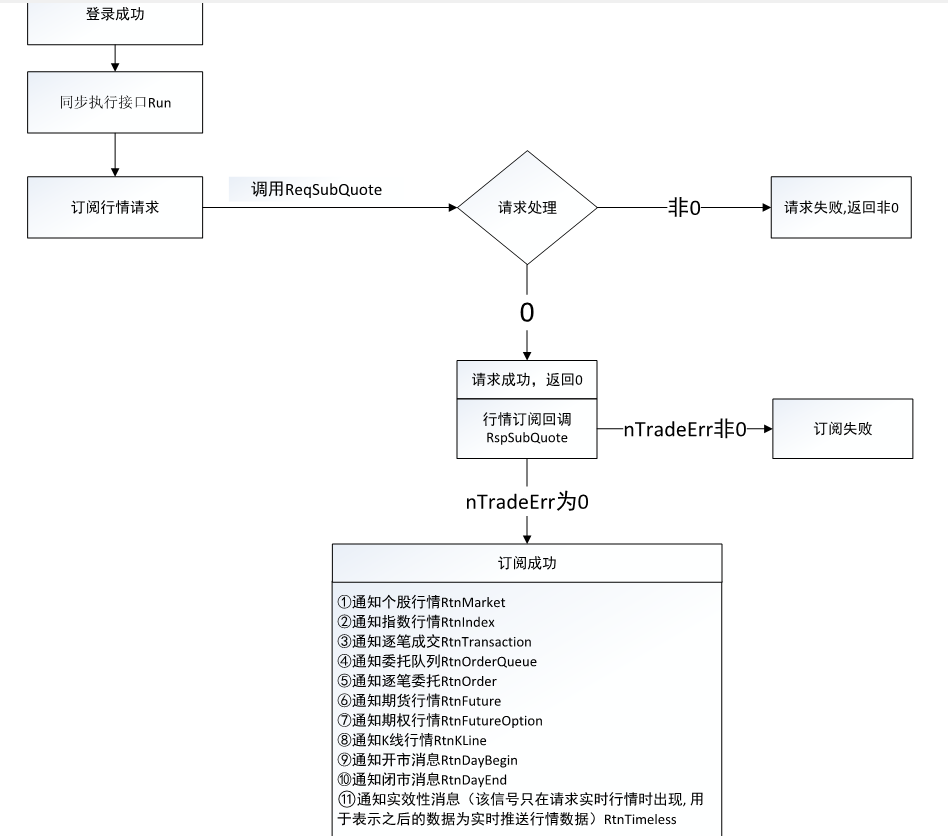 登录成功
同步执行接口Run
订阅行情请求
调用ReqSubQuote
请求处理
非0
请求失败,返回非0
0
请求成功，返回0
行情订阅回调
RspSubQuote
nTradeErr非0
订阅失败
nTradeErr为0
订阅成功
①通知个股行情RtnMarket
②通知指数行情RtnIndex
③通知逐笔成交RtnTransaction
④通知委托队列RtnOrderQueue
⑤通知逐笔委托RtnOrder
⑥通知期货行情RtnFuture
⑦通知期权行情RtnFutureOption
⑧通知K线行情RtnKLine
⑨通知开市消息RtnDayBegin
⑩通知闭市消息RtnDayEnd
⑪通知实效性消息（该信号只在请求实时行情时出现, 用
于表示之后的数据为实时推送行情数据）RtnTimeless